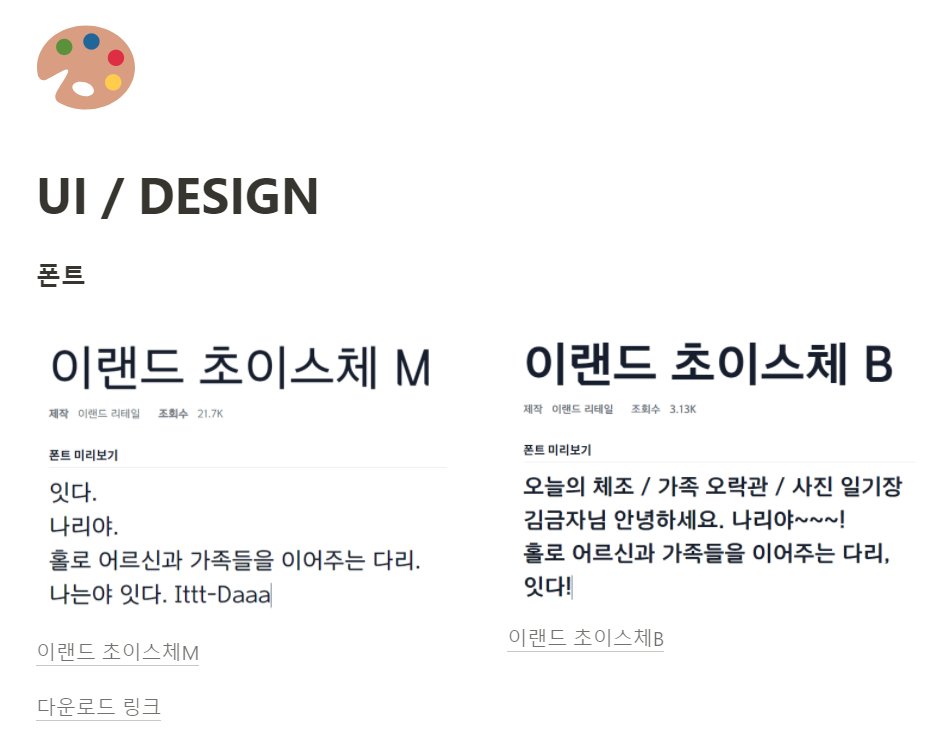 UI / DESIGN
폰트
이랜드 초이스체 M
제작 이랜드 리테일 조회수 21.7K
폰트 미리보기
잇다.
나리야.
홀로 어르신과 가족들을 이어주는 다리.
나는야 잇다. Ittt-Daaa
이랜드 초이스체M
다운로드 링크
이랜드 초이스체 B
제작 이랜드 리테일 조회수 3.13K
폰트 미리보기
오늘의 체조 / 가족 오락관 / 사진 일기장
김금자님 안녕하세요. 나리야~~~!
홀로 어르신과 가족들을 이어주는 다리,
잇다!
이랜드 초이스체B